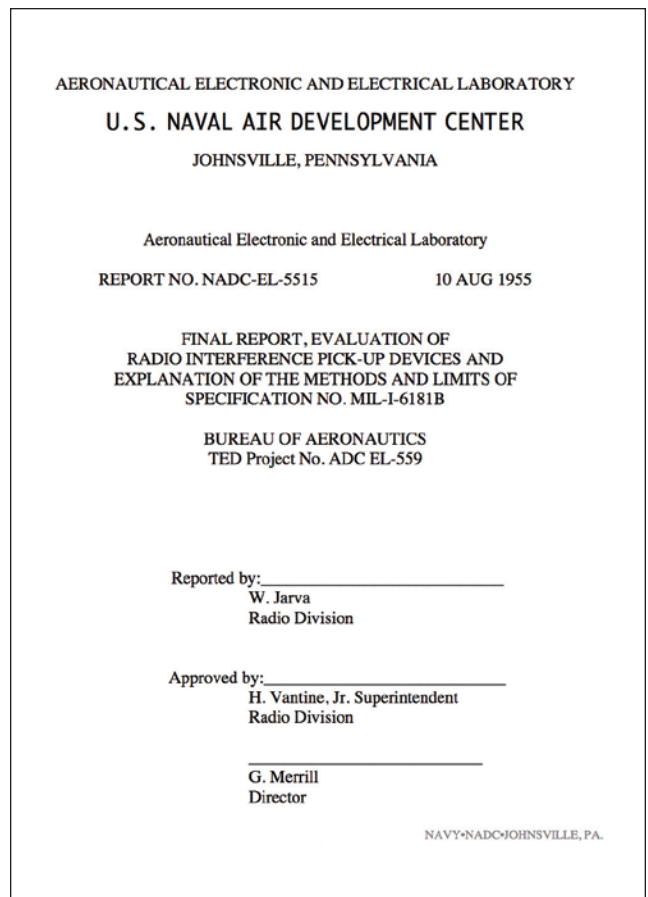 AERONAUTICAL ELECTRONIC AND ELECTRICAL LABORATORY
U.S. NAVAL AIR DEVELOPMENT CENTER
JOHNSVILLE, PENNSYLVANIA
Aeronautical Electronic and Electrical Laboratory
REPORT NO. NADC-EL-5515 10 AUG 1955
FINAL REPORT, EVALUATION OF
RADIO INTERFERENCE PICK-UP DEVICES AND
EXPLANATION OF THE METHODS AND LIMITS OF
SPECIFICATION NO. MIL-I-6181B
BUREAU OF AERONAUTICS
TED Project No. ADC EL-559
Reported by:
W. Jarva
Radio Division
Approved by:
H. Vantine, Jr. Superintendent
Radio Division
G. Merrill
Director
NAVY•NADC•JOHNSVILLE, PA.